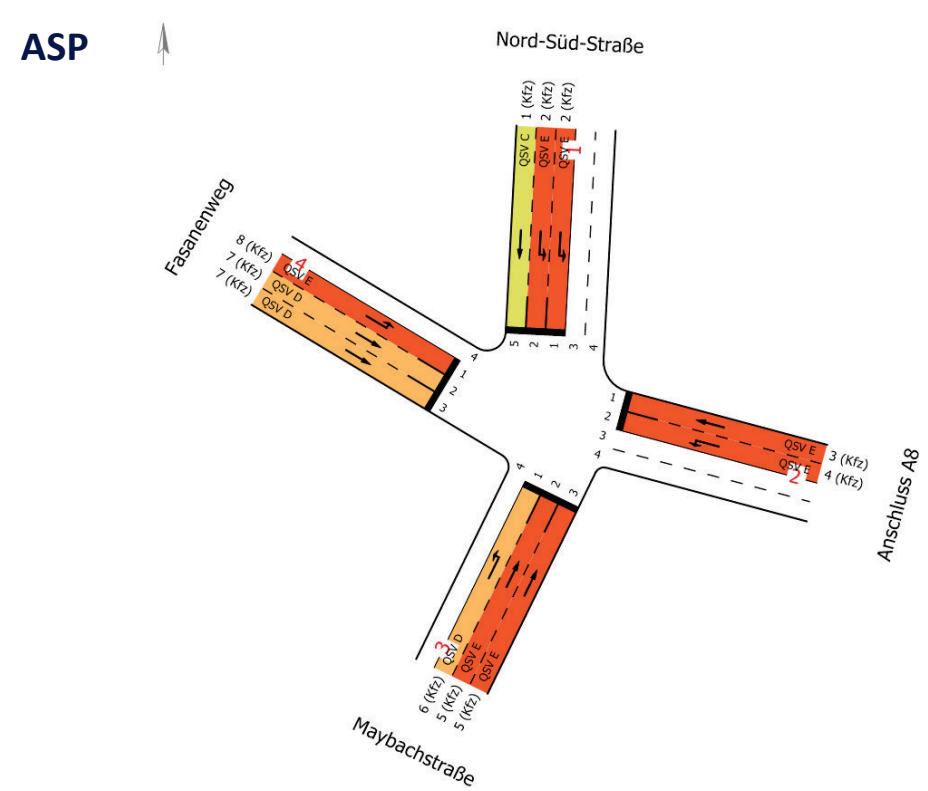 ASP
Nord-Süd-Straße
1 (Kfz)
2 (Kfz)
2 (Kfz)
QSV C
QSV E
QSV E
1
5
2
1
3
4
Fasanenweg
8 (Kfz)
7 (Kfz)
7 (Kfz)
4
QSV E
QSV D
QSV D
4
1
2
3
1
2
3
4
QSV E
QSV E
2
3 (Kfz)
4 (Kfz)
Anschluss A8
4
1
2
3
3
QSV D
QSV E
QSV E
6 (Kfz)
5 (Kfz)
5 (Kfz)
Maybachstraße